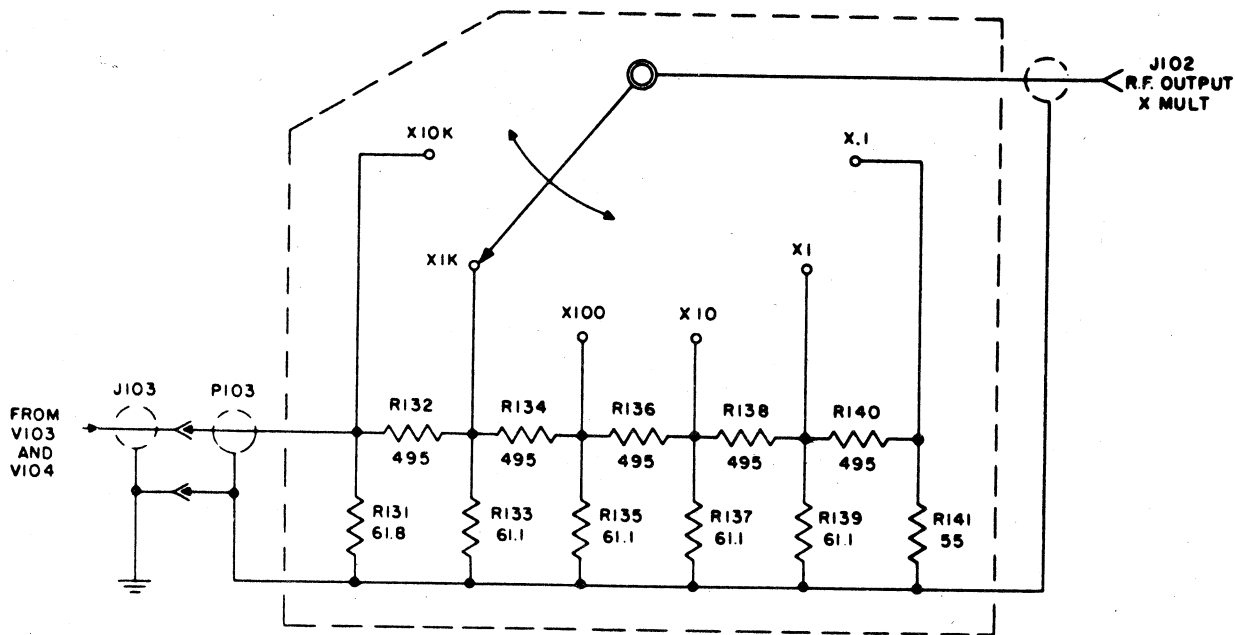 J102
R.F. OUTPUT
X MULT
X10K
X.1
X1K
X1
X100
X10
J103
P103
FROM
V103
AND
V104
R132
495
R134
495
R136
495
R138
495
R140
495
R131
61.8
R133
61.1
R135
61.1
R137
61.1
R139
61.1
R141
55